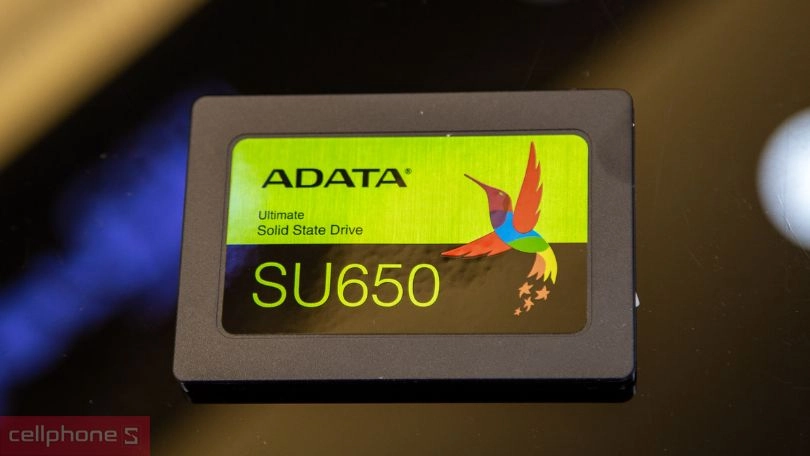 ADATA®
Ultimate
Solid State Drive
SU650
cellphone S